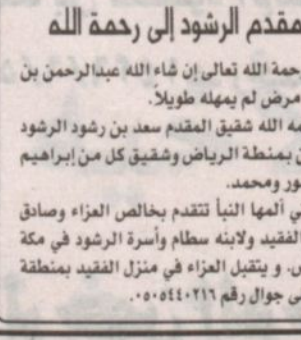 مقدم الرشود إلى رحمة الله
رحمة الله تعالى إن شاء الله عبدالرحمن بن
مرض لم يمهله طويلاً.
مه الله شقيق المقدم سعد بن رشود الرشود
بمنطة الرياض وشقيق كل من إبراهيم
ور ومحمد.
ي ألمها النبأ تتقدم بخالص العزاء وصادق
الفقيد ولابنه سطام وأسرة الرشود في مكة
ض. و يتقبل العزاء في منزل الفقيد بمنطقة
ى جوال رقم ٠٥٠٥٤٤٠٢١٦.